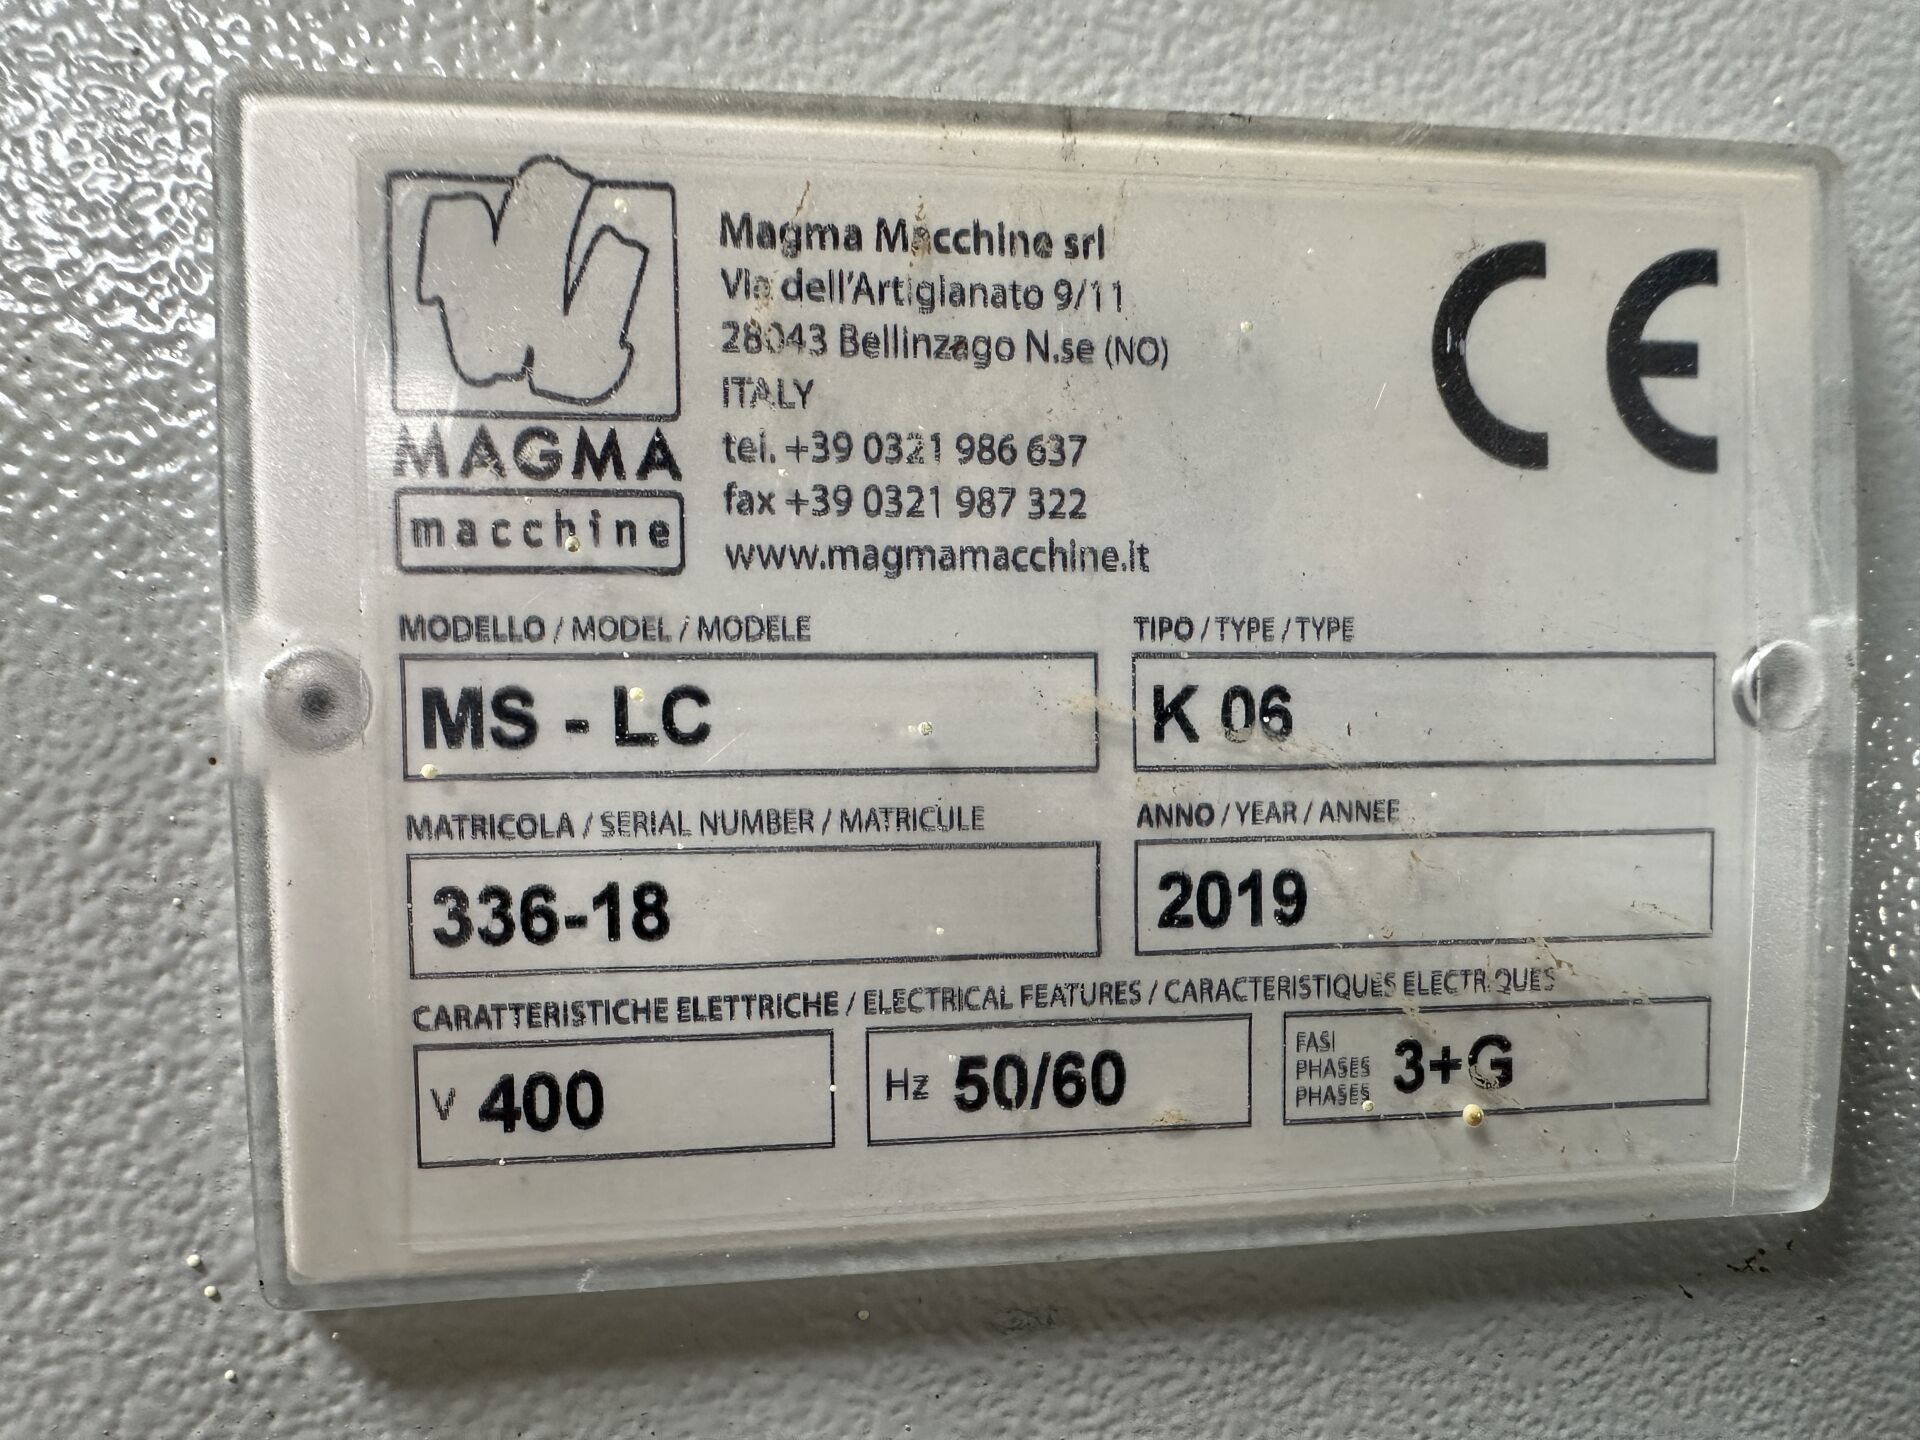 MAGMA
macchine
Magma Macchine srl
Via dell'Artigianato 9/11
28043 Bellinzago N.se (NO)
ITALY
tel. +39 0321 986 637
fax +39 0321 987 322
www.magmamacchine.it
CE
MODELLO / MODEL / MODELE
MS - LC
TIPO / TYPE / TYPE
K 06
MATRICOLA / SERIAL NUMBER / MATRICULE
336-18
ANNO / YEAR / ANNEE
2019
CARATTERISTICHE ELETTRICHE / ELECTRICAL FEATURES / CARACTERISTIQUES ELECTRIQUES
V 400
Hz 50/60
FASI
PHASES
PHASES
3+G